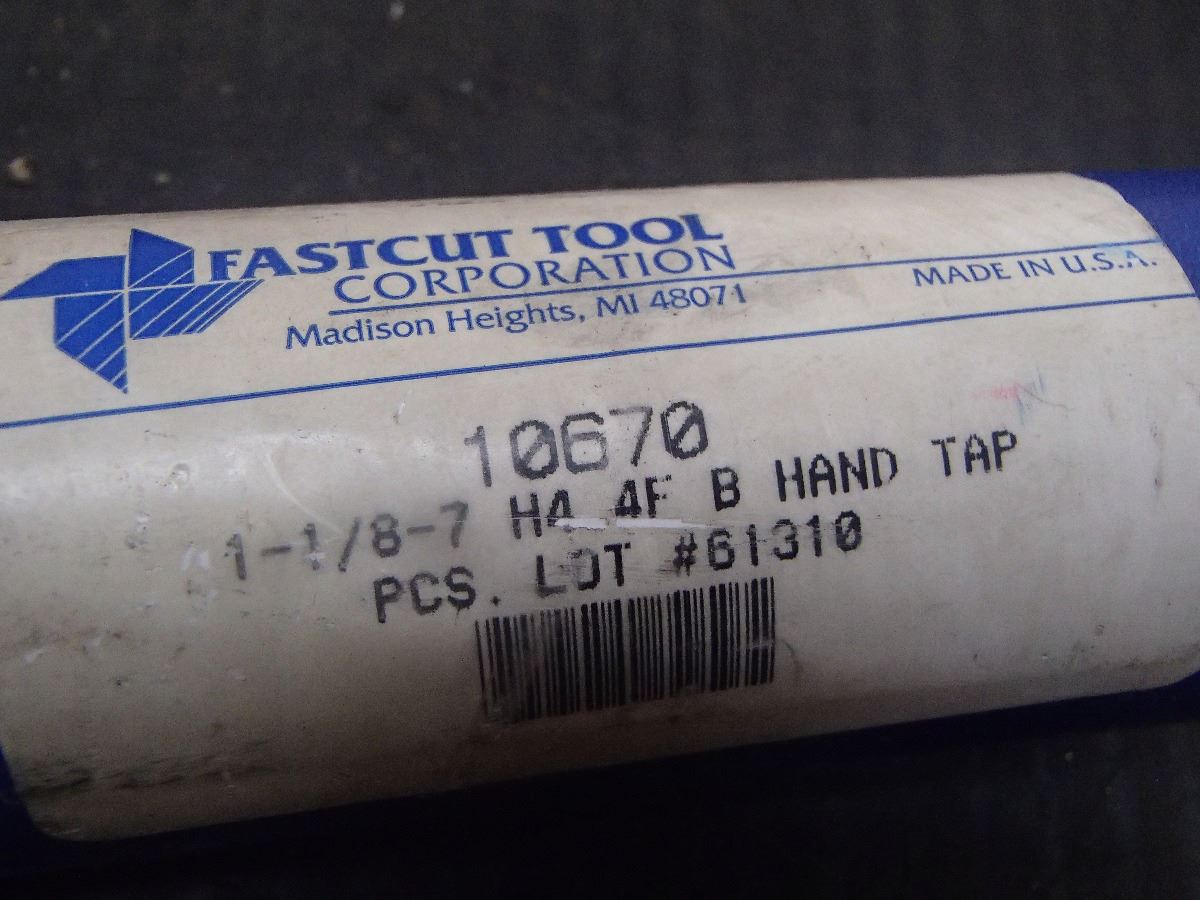 FASTCUT TOOL
CORPORATION
Madison Heights, MI 48071
MADE IN U.S.A.
10670
1-1/8-7 H4 4F B HAND TAP
PCS. LOT #61310